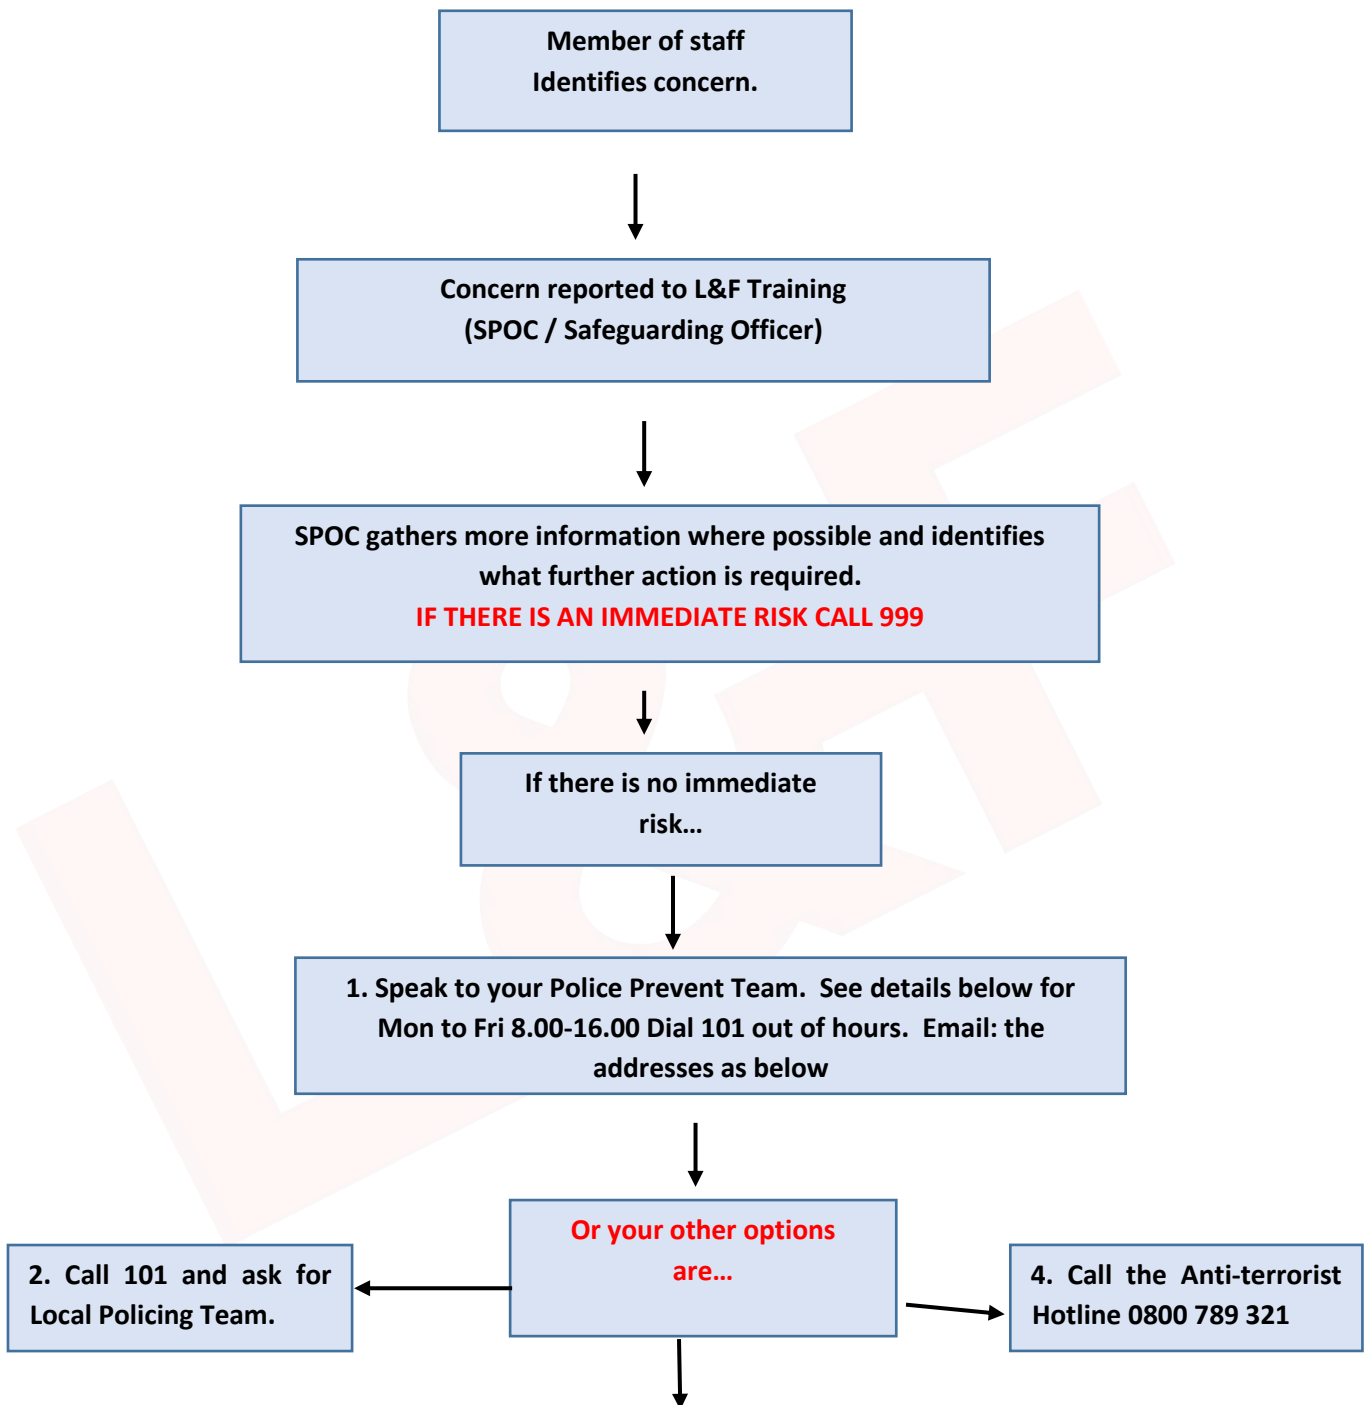 Member of staff
Identifies concern.
Concern reported to L&F Training
(SPOC / Safeguarding Officer)
SPOC gathers more information where possible and identifies
what further action is required.
IF THERE IS AN IMMEDIATE RISK CALL 999
If there is no immediate
risk...
1. Speak to your Police Prevent Team.  See details below for
Mon to Fri 8.00-16.00 Dial 101 out of hours.  Email: the
addresses as below
Or your other options
are...
2. Call 101 and ask for
Local Policing Team.
4. Call the Anti-terrorist
Hotline 0800 789 321
L&F